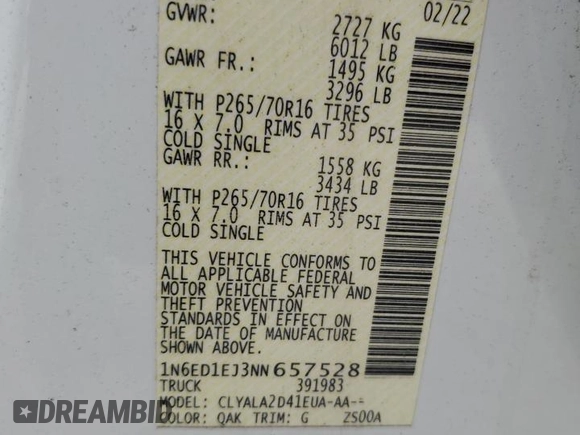 02/22
GVWR: 2727 KG
6012 LB
GAWR FR.: 1495 KG
3296 LB
WITH P265/70R16 TIRES
16 X 7.0 RIMS AT 35 PSI
COLD SINGLE
GAWR RR.: 1558 KG
3434 LB
WITH P265/70R16 TIRES
16 X 7.0 RIMS AT 35 PSI
COLD SINGLE
THIS VEHICLE CONFORMS TO
ALL APPLICABLE FEDERAL
MOTOR VEHICLE SAFETY AND
THEFT PREVENTION
STANDARDS IN EFFECT ON
THE DATE OF MANUFACTURE
SHOWN ABOVE.
1N6ED1EJ3NN657528
TRUCK 391983
MODEL: CLYALA2D41EUA-AA--
COLOR: QAK TRIM: G ZS00A
AUTOHELPERBOT.COM